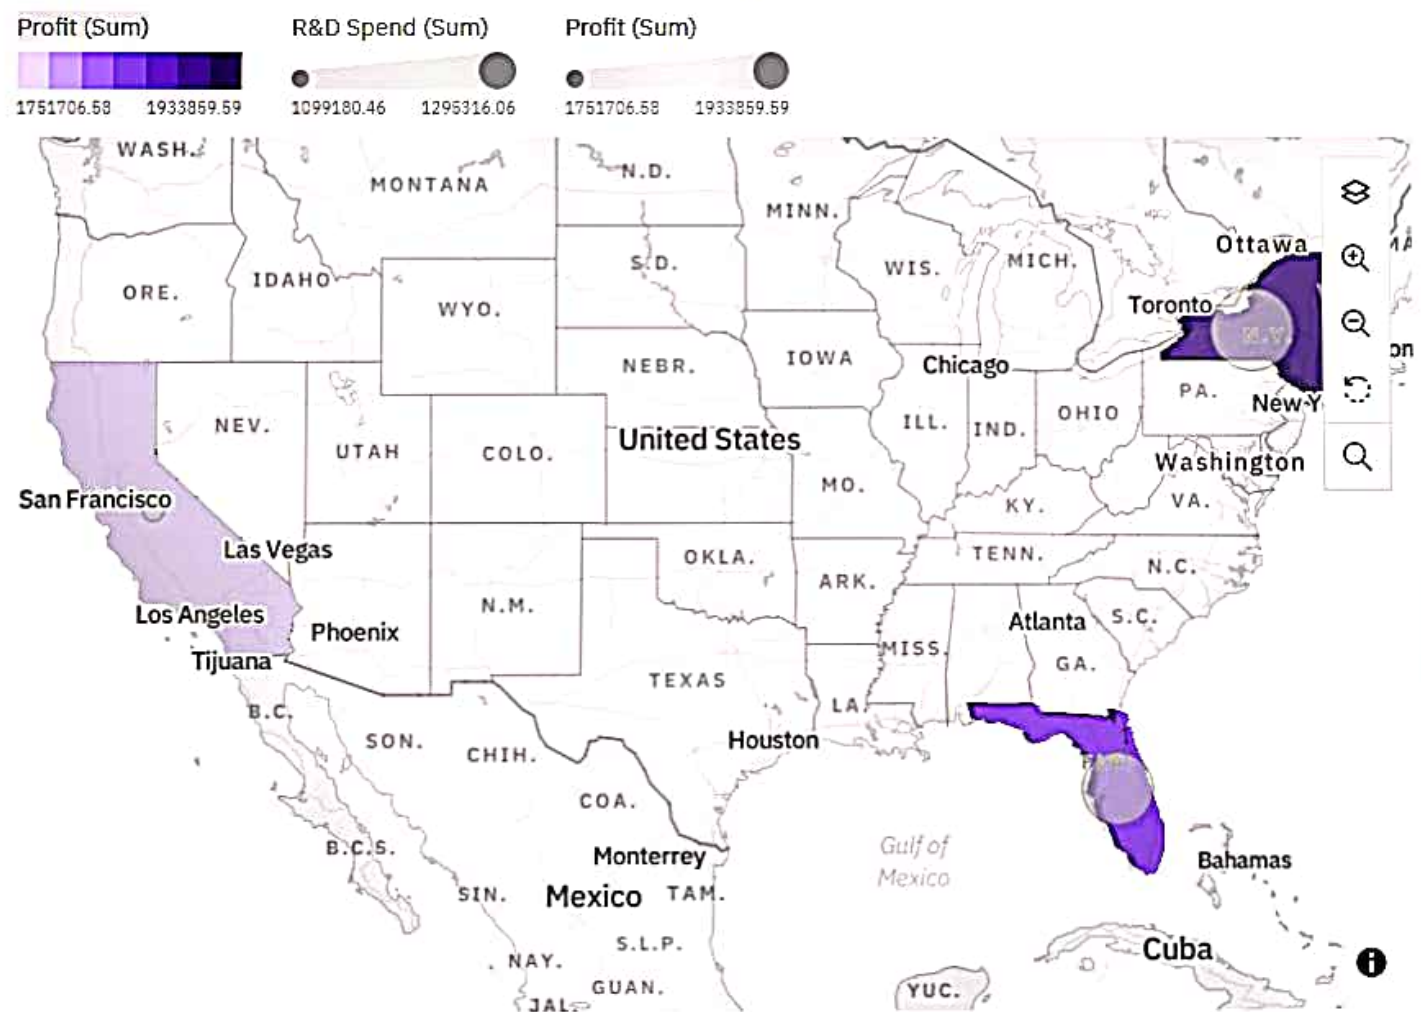 Profit (Sum)
R&D Spend (Sum)
Profit (Sum)
1751706.58
1933859.59
1099180.46
1295316.06
1751706.58
1933859.59
WASH.
MONTANA
N.D.
MINN.
Ottawa
MA
ORE.
IDAHO
WYO.
S.D.
WIS.
MICH.
Toronto
N.Y.
NEBR.
IOWA
Chicago
on
NEV.
UTAH
COLO.
United States
ILL.
IND.
OHIO
PA.
New Y
San Francisco
MO.
KY.
Washington
VA.
Las Vegas
OKLA.
ARK.
TENN.
N.C.
Los Angeles
Phoenix
N.M.
MISS.
Atlanta
S.C.
Tijuana
TEXAS
GA.
B.C.
SON.
CHIH.
Houston
LA.
COA.
B.C.S.
Monterrey
Gulf of
Mexico
Bahamas
SIN.
Mexico
TAM.
S.L.P.
Cuba
NAY.
GUAN.
YUC.
JAL.